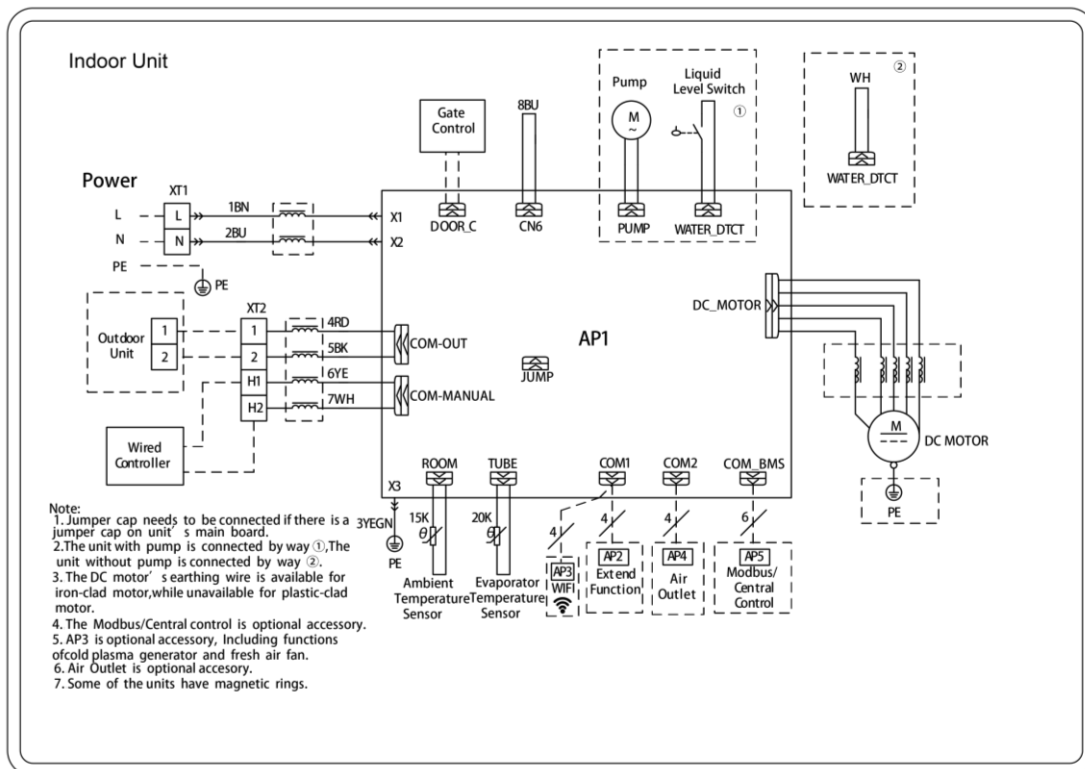 Indoor Unit
Power
XT1
L
N
PE
L
N
1BN
2BU
PE
X1
X2
Gate
Control
DOOR_C
8BU
CN6
Pump
M
~
PUMP
Liquid
Level Switch
①
WATER_DTCT
②
WH
WATER_DTCT
Outdoor
Unit
1
2
XT2
1
2
H1
H2
4RD
5BK
6YE
7WH
COM-OUT
COM-MANUAL
Wired
Controller
AP1
JUMP
DC_MOTOR
M
DC MOTOR
PE
X3
3YEGN
PE
ROOM
15K
θ
Ambient
Temperature
Sensor
TUBE
20K
θ
Evaporator
Temperature
Sensor
COM1
4
AP3
WIFI
4
AP2
Extend
Function
COM2
4
AP4
Air
Outlet
COM_BMS
6
AP5
Modbus/
Central
Control
Note:
1. Jumper cap needs to be connected if there is a
jumper cap on unit's main board.
2.The unit with pump is connected by way ①,The
unit without pump is connected by way ②.
3. The DC motor's earthing wire is available for
iron-clad motor,while unavailable for plastic-clad
motor.
4. The Modbus/Central control is optional accessory.
5. AP3 is optional accessory, Including functions
ofcold plasma generator and fresh air fan.
6. Air Outlet is optional accesory.
7. Some of the units have magnetic rings.